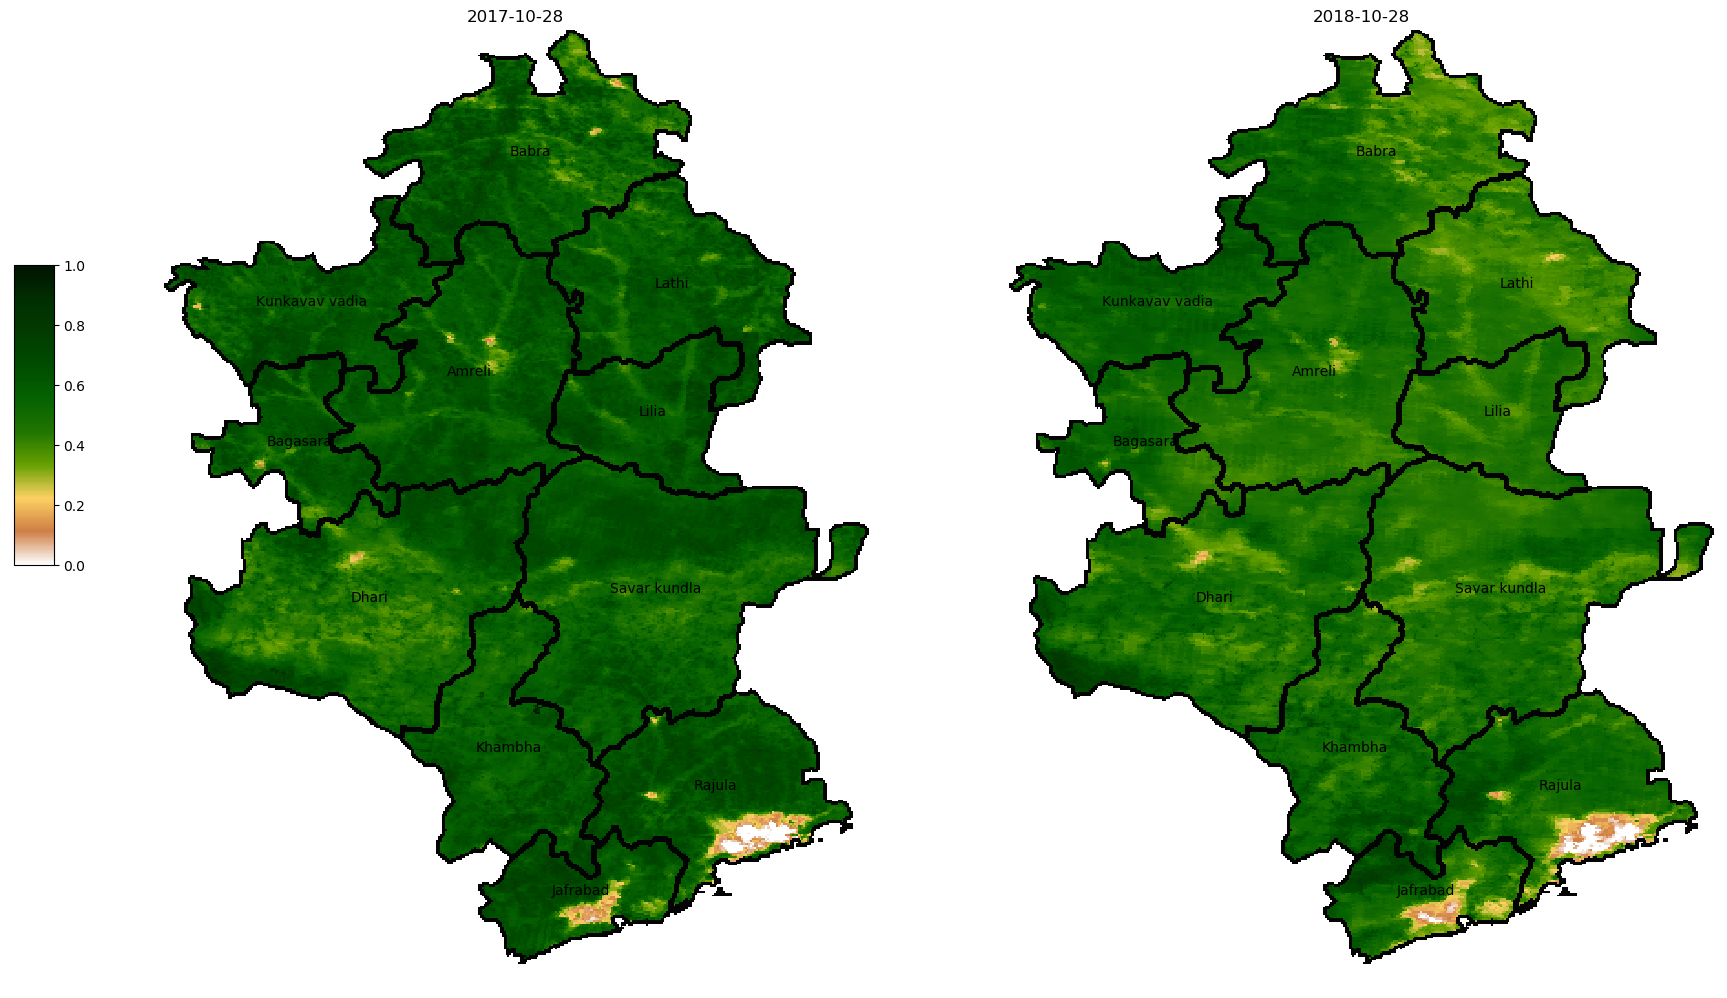 2017-10-28
2018-10-28
Babra
Babra
1.0
0.8
0.6
0.4
0.2
0.0
Lathi
Kunkavav vadia
Amreli
Lilia
Bagasara
Dhari
Savar kundla
Khambha
Rajula
Jafrabad
Lathi
Kunkavav vadia
Amreli
Lilia
Bagasara
Dhari
Savar kundla
Khambha
Rajula
Jafrabad